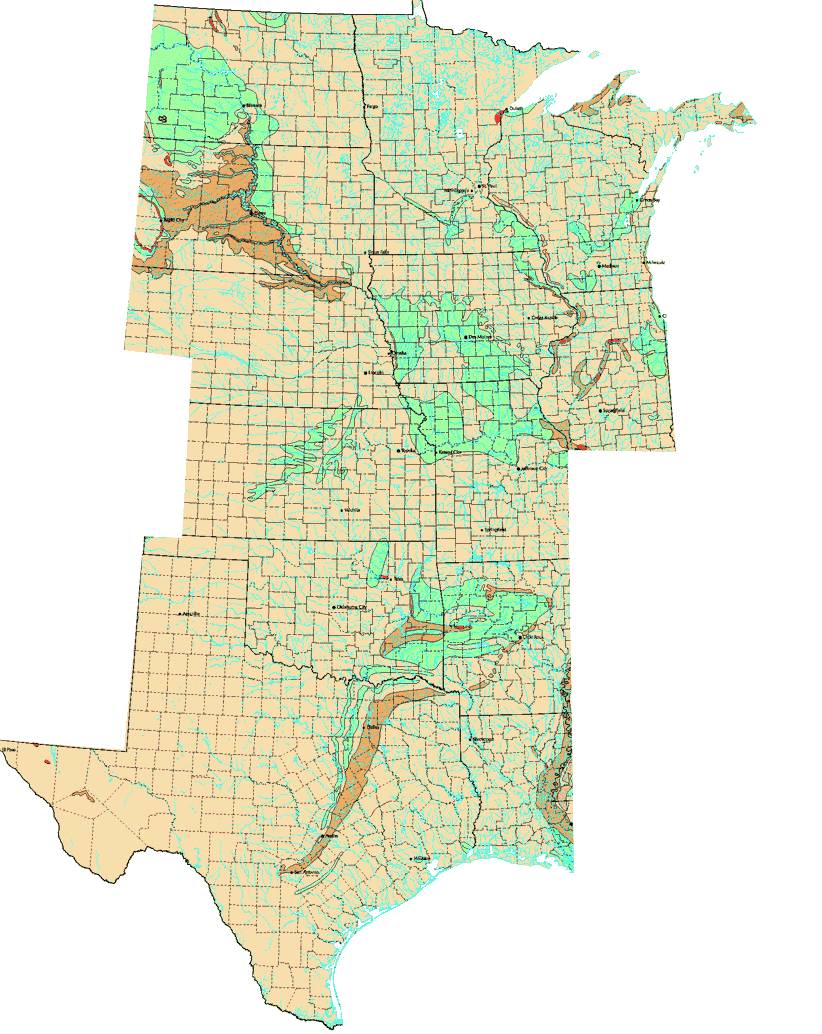 Duluth
Bismarck
Fargo
St. Paul
Minneapolis
Green Bay
Rapid City
Pierre
Sioux Falls
Madison
Milwaukee
Cedar Rapids
Des Moines
Omaha
Lincoln
Springfield
Topeka
Kansas City
Jefferson City
Wichita
Springfield
Tulsa
Amarillo
Oklahoma City
Little Rock
Dallas
Shreveport
El Paso
Austin
Houston
San Antonio